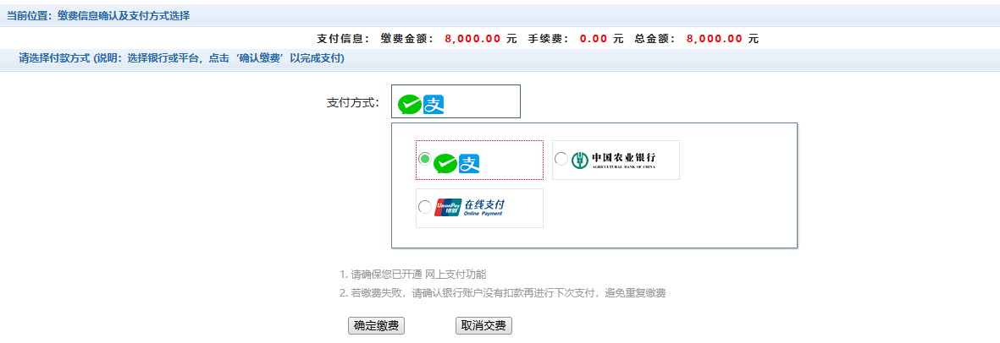 当前位置：缴费信息确认及支付方式选择
支付信息： 缴费金额： 8,000.00 元 手续费： 0.00 元 总金额： 8,000.00 元
请选择付款方式 (说明：选择银行或平台，点击‘确认缴费’以完成支付)
支付方式： 支
支 中国农业银行
AGRICULTURAL BANK OF CHINA
UnionPay 银联 在线支付
Online Payment
1. 请确保您已开通 网上支付功能
2. 若缴费失败，请确认银行账户没有扣款再进行下次支付，避免重复缴费
确定缴费 取消交费